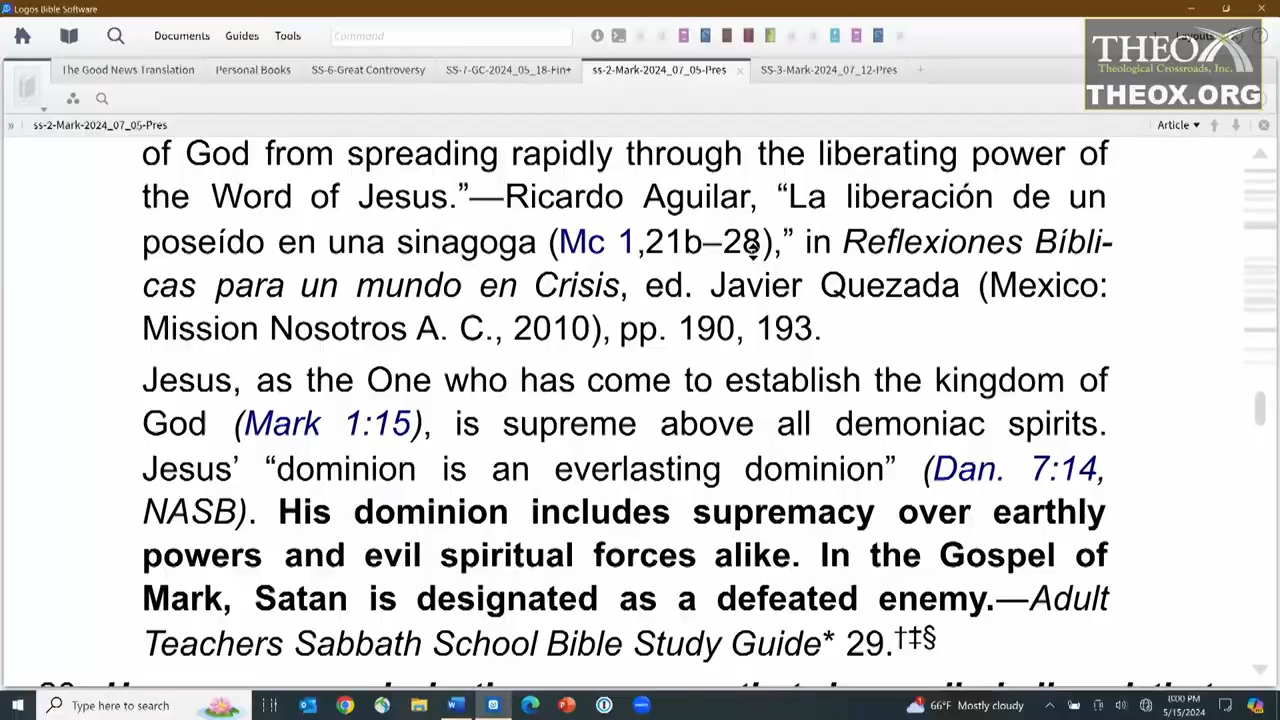 Logos Bible Software
Documents Guides Tools Command
THEOX
Theological Crossroads, Inc.
THEOX.ORG
The Good News Translation Personal Books SS-6-Great Contro 05_18-Fin+ ss-2-Mark-2024_07_05-Pres SS-3-Mark-2024_07_12-Pres
ss-2-Mark-2024_07_05-Pres Article
of God from spreading rapidly through the liberating power of
the Word of Jesus.”—Ricardo Aguilar, “La liberación de un
poseído en una sinagoga (Mc 1,21b–28),” in Reflexiones Bíbli-
cas para un mundo en Crisis, ed. Javier Quezada (Mexico:
Mission Nosotros A. C., 2010), pp. 190, 193.
Jesus, as the One who has come to establish the kingdom of
God (Mark 1:15), is supreme above all demoniac spirits.
Jesus’ “dominion is an everlasting dominion” (Dan. 7:14,
NASB). His dominion includes supremacy over earthly
powers and evil spiritual forces alike. In the Gospel of
Mark, Satan is designated as a defeated enemy.—Adult
Teachers Sabbath School Bible Study Guide* 29.†‡§
Type here to search 66°F Mostly cloudy 8:00 PM
5/15/2024